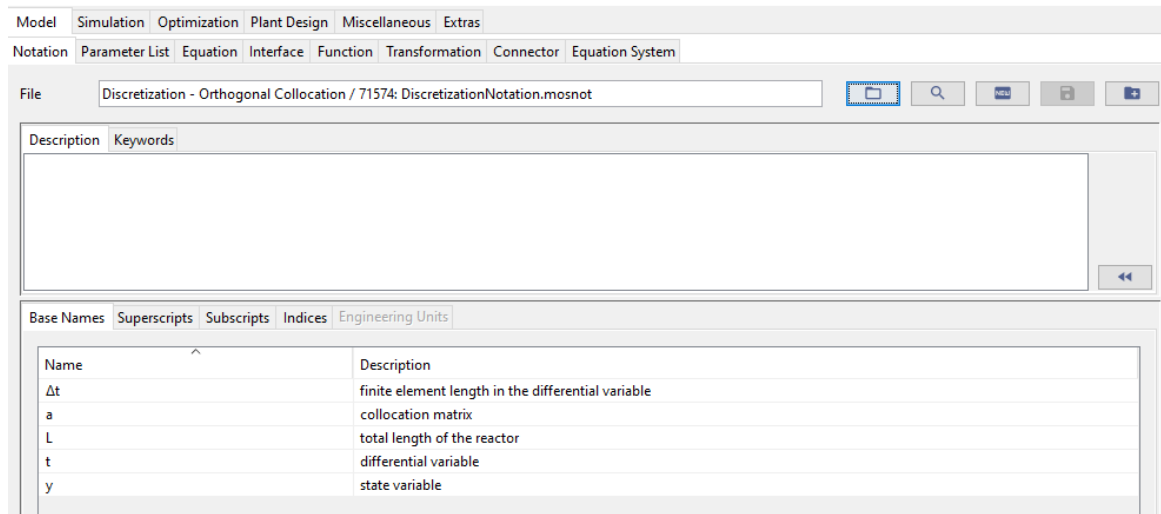 Model Simulation Optimization Plant Design Miscellaneous Extras
Notation Parameter List Equation Interface Function Transformation Connector Equation System
File Discretization - Orthogonal Collocation / 71574: DiscretizationNotation.mosnot NEW
Description Keywords
Base Names Superscripts Subscripts Indices Engineering Units
Name Description
Δt finite element length in the differential variable
a collocation matrix
L total length of the reactor
t differential variable
y state variable